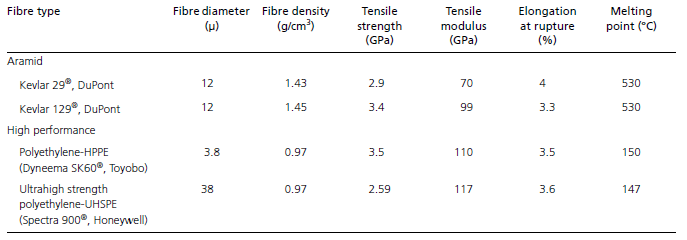 Fibre type Fibre diameter Fibre density Tensile Tensile Elongation Melting
(μ) (g/cm³) strength modulus at rupture point (°C)
(GPa) (GPa) (%)
Aramid
Kevlar 29®, DuPont 12 1.43 2.9 70 4 530
Kevlar 129®, DuPont 12 1.45 3.4 99 3.3 530
High performance
Polyethylene-HPPE 3.8 0.97 3.5 110 3.5 150
(Dyneema SK60®, Toyobo)
Ultrahigh strength 38 0.97 2.59 117 3.6 147
polyethylene-UHSPE
(Spectra 900®, Honeywell)